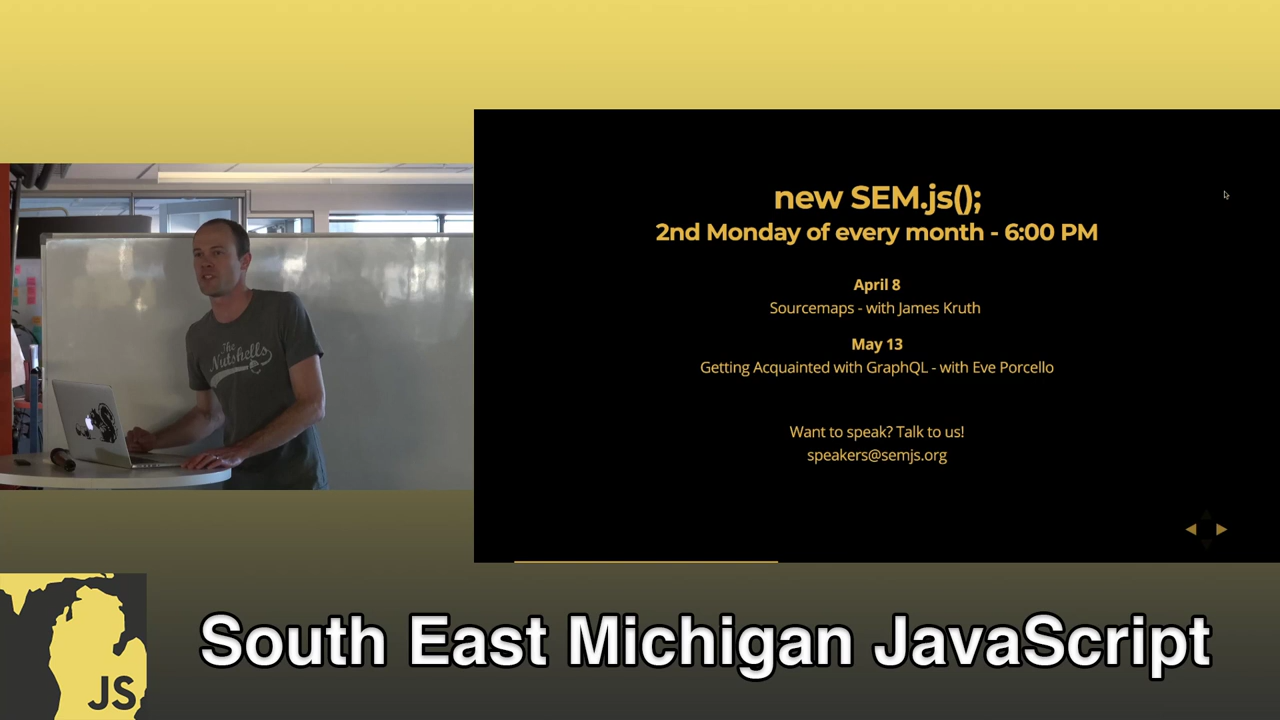 new SEM.js();
2nd Monday of every month - 6:00 PM
April 8
Sourcemaps - with James Kruth
May 13
Getting Acquainted with GraphQL - with Eve Porcello
Want to speak? Talk to us!
speakers@semjs.org
The
Nutshells
JS
South East Michigan JavaScript